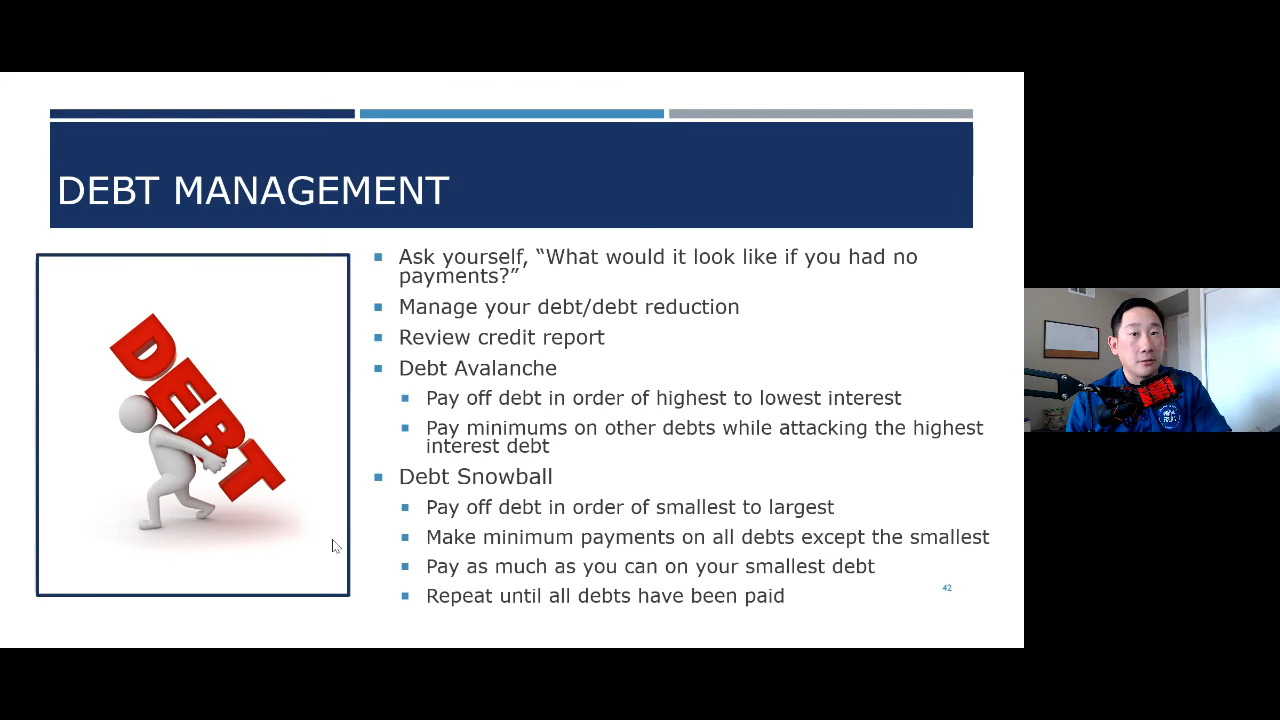 DEBT MANAGEMENT
Ask yourself, “What would it look like if you had no
payments?”
Manage your debt/debt reduction
Review credit report
Debt Avalanche
Pay off debt in order of highest to lowest interest
Pay minimums on other debts while attacking the highest
interest debt
Debt Snowball
Pay off debt in order of smallest to largest
Make minimum payments on all debts except the smallest
Pay as much as you can on your smallest debt
Repeat until all debts have been paid
DEBT
42